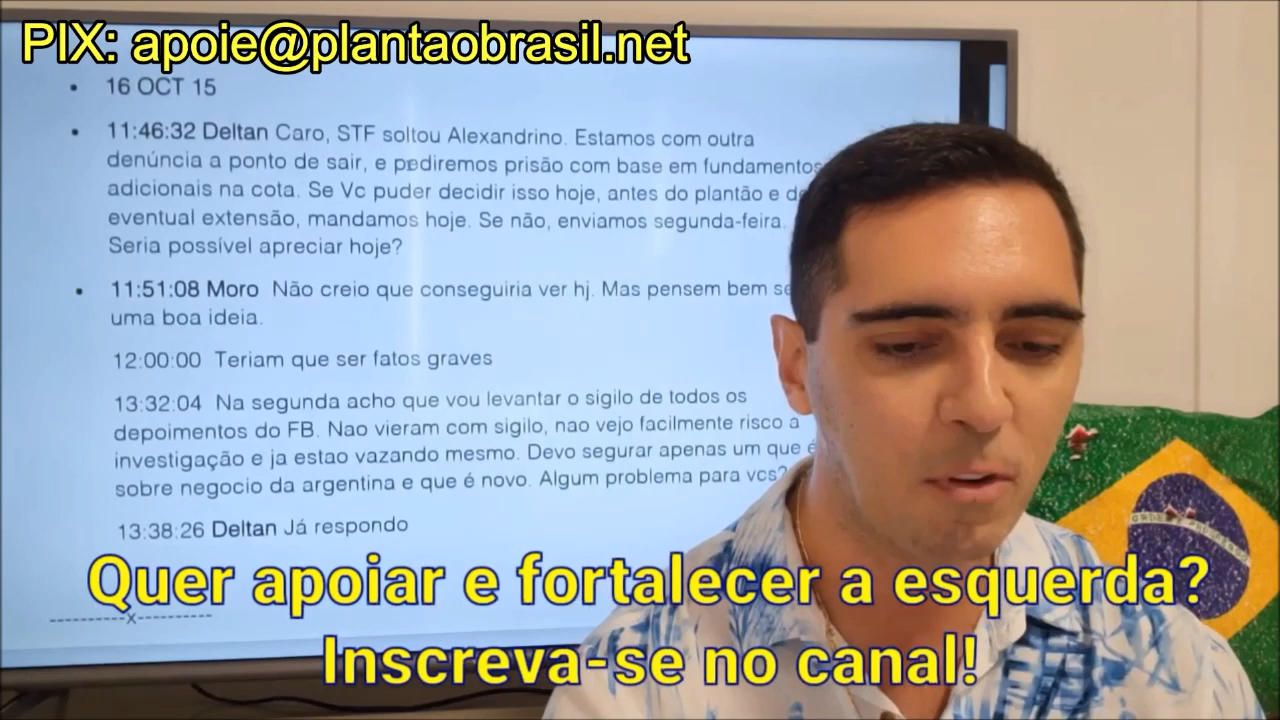 PIX: apoie@plantaobrasil.net
16 OCT 15
11:46:32 Deltan Caro, STF soltou Alexandrino. Estamos com outra
denúncia a ponto de sair, e pediremos prisão com base em fundamentos
adicionais na cota. Se Vc puder decidir isso hoje, antes do plantão e
eventual extensão, mandamos hoje. Se não, enviamos segunda-feira.
Seria possível apreciar hoje?
11:51:08 Moro Não creio que conseguiria ver hj. Mas pensem bem
uma boa ideia.
12:00:00 Teriam que ser fatos graves
13:32:04 Na segunda acho que vou levantar o sigilo de todos os
depoimentos do FB. Nao vieram com sigilo, nao vejo facilmente risco a
investigação e ja estao vazando mesmo. Devo segurar apenas um que é
sobre negocio da argentina e que é novo. Algum problema para vcs?
13:38:26 Deltan Já respondo
Quer apoiar e fortalecer a esquerda?
----------x----------
Inscreva-se no canal!